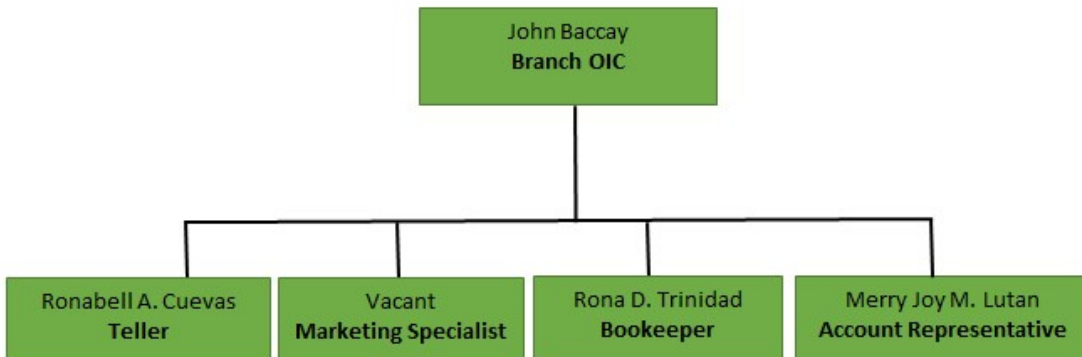 John Baccay
Branch OIC
Ronabell A. Cuevas
Teller
Vacant
Marketing Specialist
Rona D. Trinidad
Bookeeper
Merry Joy M. Lutan
Account Representative